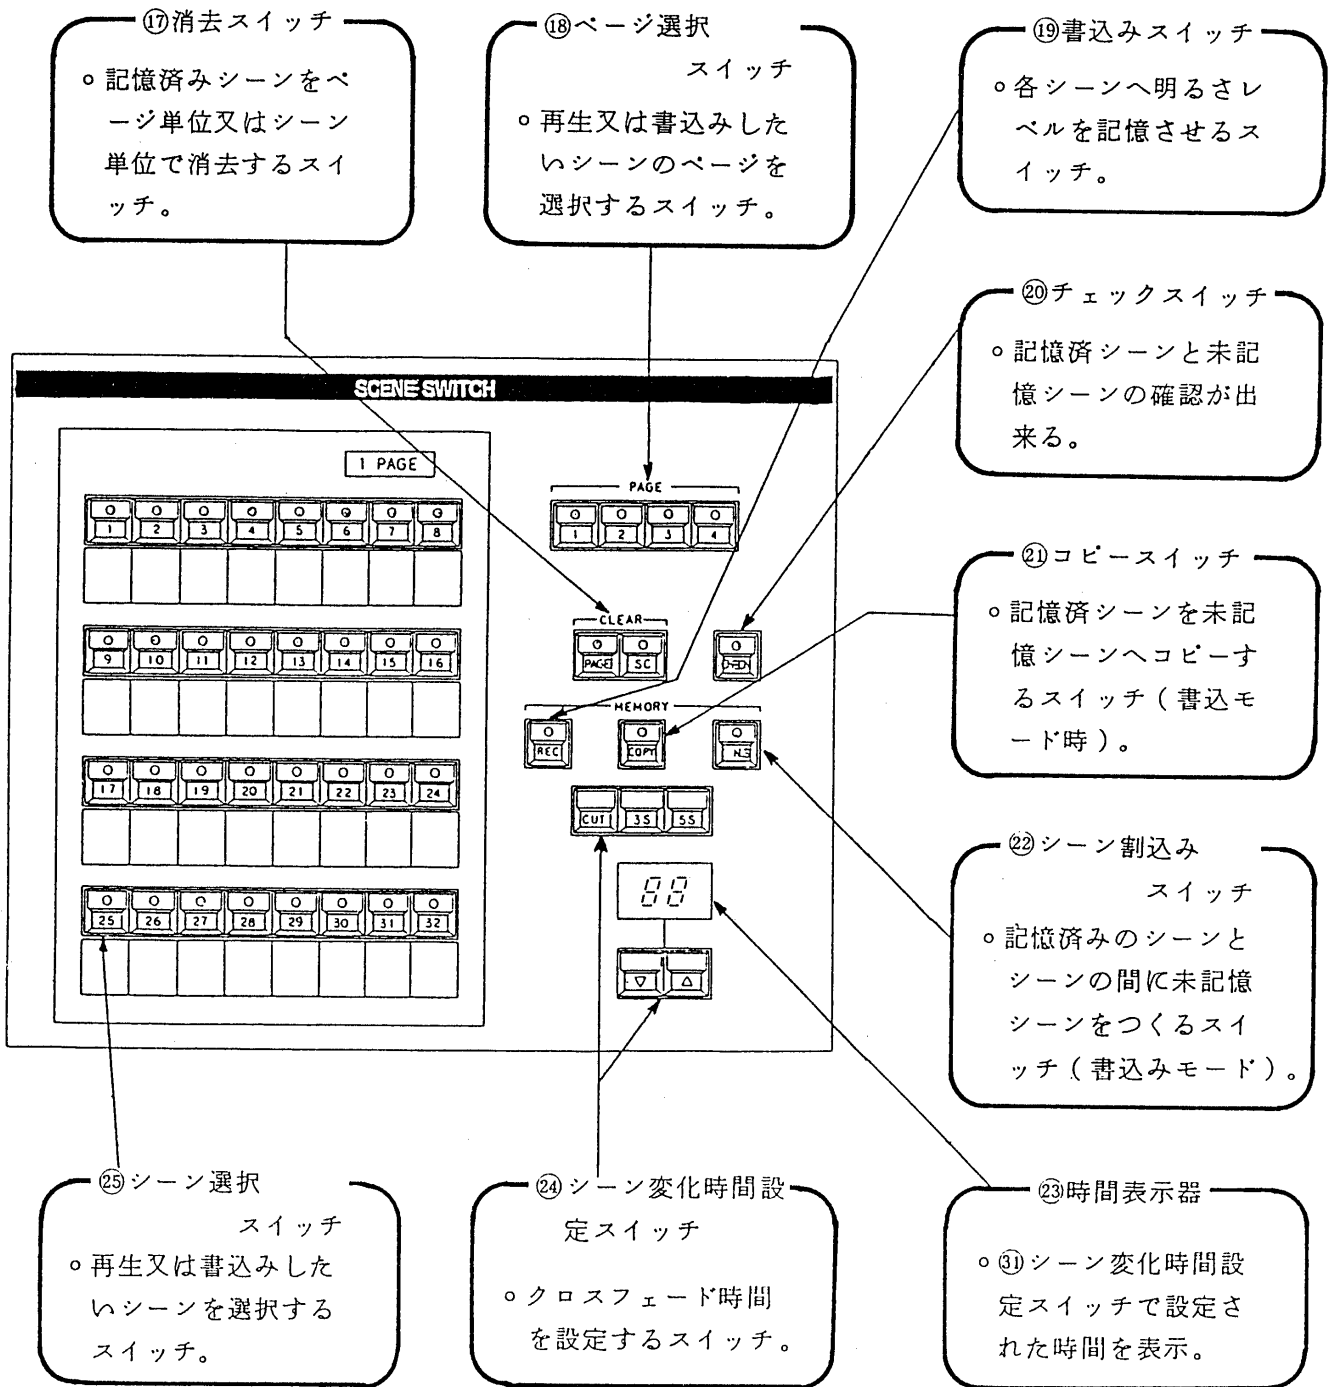 ⑰消去スイッチ
○記憶済みシーンをペ
ージ単位又はシーン
単位で消去するスイ
ッチ。
⑱ページ選択
スイッチ
○再生又は書込みした
いシーンのページを
選択するスイッチ。
⑲書込みスイッチ
○各シーンへ明るさレ
ベルを記憶させるス
イッチ。
⑳チェックスイッチ
○記憶済シーンと未記
憶シーンの確認が出
来る。
㉑コピースイッチ
○記憶済シーンを未記
憶シーンへコピーす
るスイッチ(書込モ
ード時)。
㉒シーン割込み
スイッチ
○記憶済みのシーンと
シーンの間に未記憶
シーンをつくるスイ
ッチ(書込みモード)。
SCENE SWITCH
1 PAGE
1 2 3 4 5 6 7 8
9 10 11 12 13 14 15 16
17 18 19 20 21 22 23 24
25 26 27 28 29 30 31 32
PAGE
1 2 3 4
CLEAR
PAGE SC
MEMORY
REC COPY
CUT 3S 5S
88
▽ △
㉕シーン選択
スイッチ
○再生又は書込みした
いシーンを選択する
スイッチ。
㉔シーン変化時間設
定スイッチ
○クロスフェード時間
を設定するスイッチ。
㉓時間表示器
○㉛シーン変化時間設
定スイッチで設定さ
れた時間を表示。